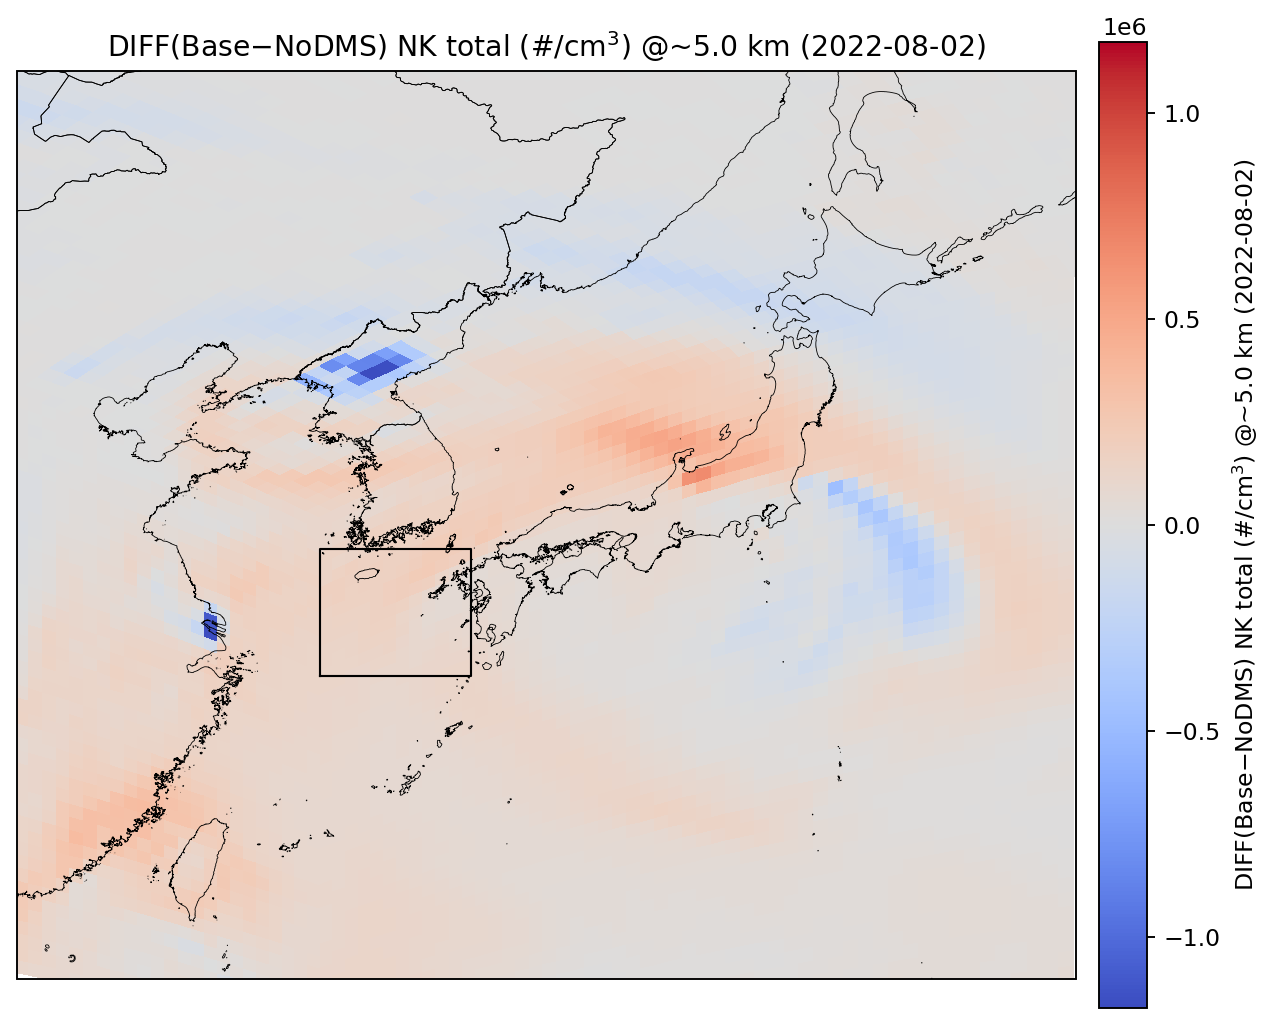 1e6
DIFF(Base−NoDMS) NK total (#/cm³) @~5.0 km (2022-08-02)
1.0
0.5
0.0
−0.5
−1.0
DIFF(Base−NoDMS) NK total (#/cm³) @~5.0 km (2022-08-02)